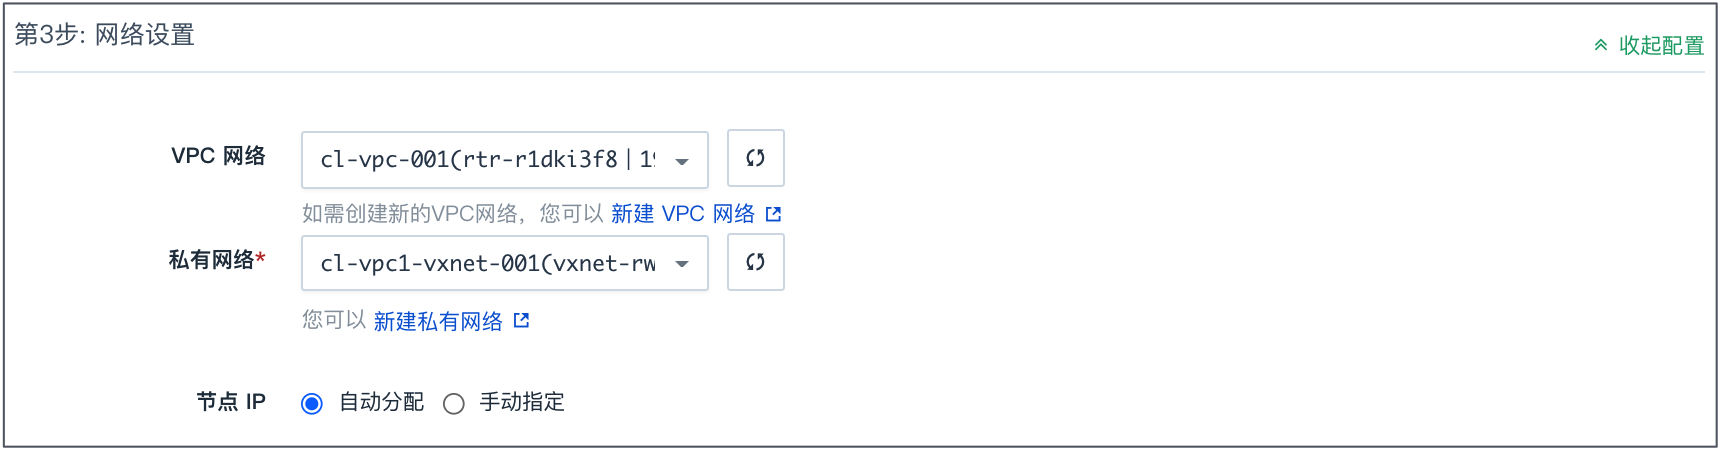 第3步: 网络设置
收起配置
VPC 网络 cl-vpc-001(rtr-r1dki3f8 | 19
如需创建新的VPC网络，您可以 新建 VPC 网络
私有网络* cl-vpc1-vxnet-001(vxnet-rw
您可以 新建私有网络
节点 IP 自动分配 手动指定